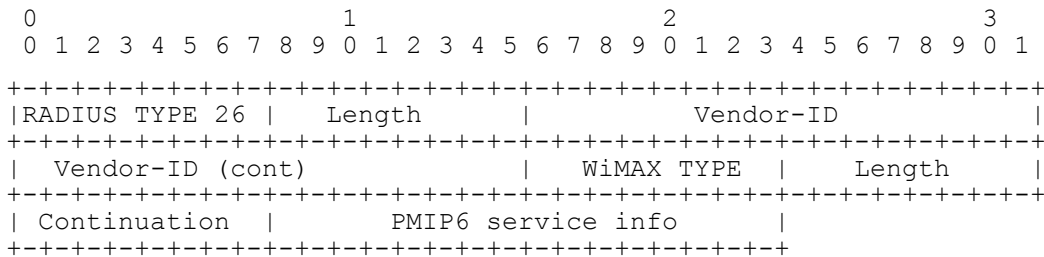 0                   1                   2                   3
 0 1 2 3 4 5 6 7 8 9 0 1 2 3 4 5 6 7 8 9 0 1 2 3 4 5 6 7 8 9 0 1
+-+-+-+-+-+-+-+-+-+-+-+-+-+-+-+-+-+-+-+-+-+-+-+-+-+-+-+-+-+-+-+-+
|RADIUS TYPE 26 |   Length      |          Vendor-ID            |
+-+-+-+-+-+-+-+-+-+-+-+-+-+-+-+-+-+-+-+-+-+-+-+-+-+-+-+-+-+-+-+-+
|  Vendor-ID (cont)             |   WiMAX TYPE  |    Length     |
+-+-+-+-+-+-+-+-+-+-+-+-+-+-+-+-+-+-+-+-+-+-+-+-+-+-+-+-+-+-+-+-+
| Continuation  |       PMIP6 service info      |
+-+-+-+-+-+-+-+-+-+-+-+-+-+-+-+-+-+-+-+-+-+-+-+-+